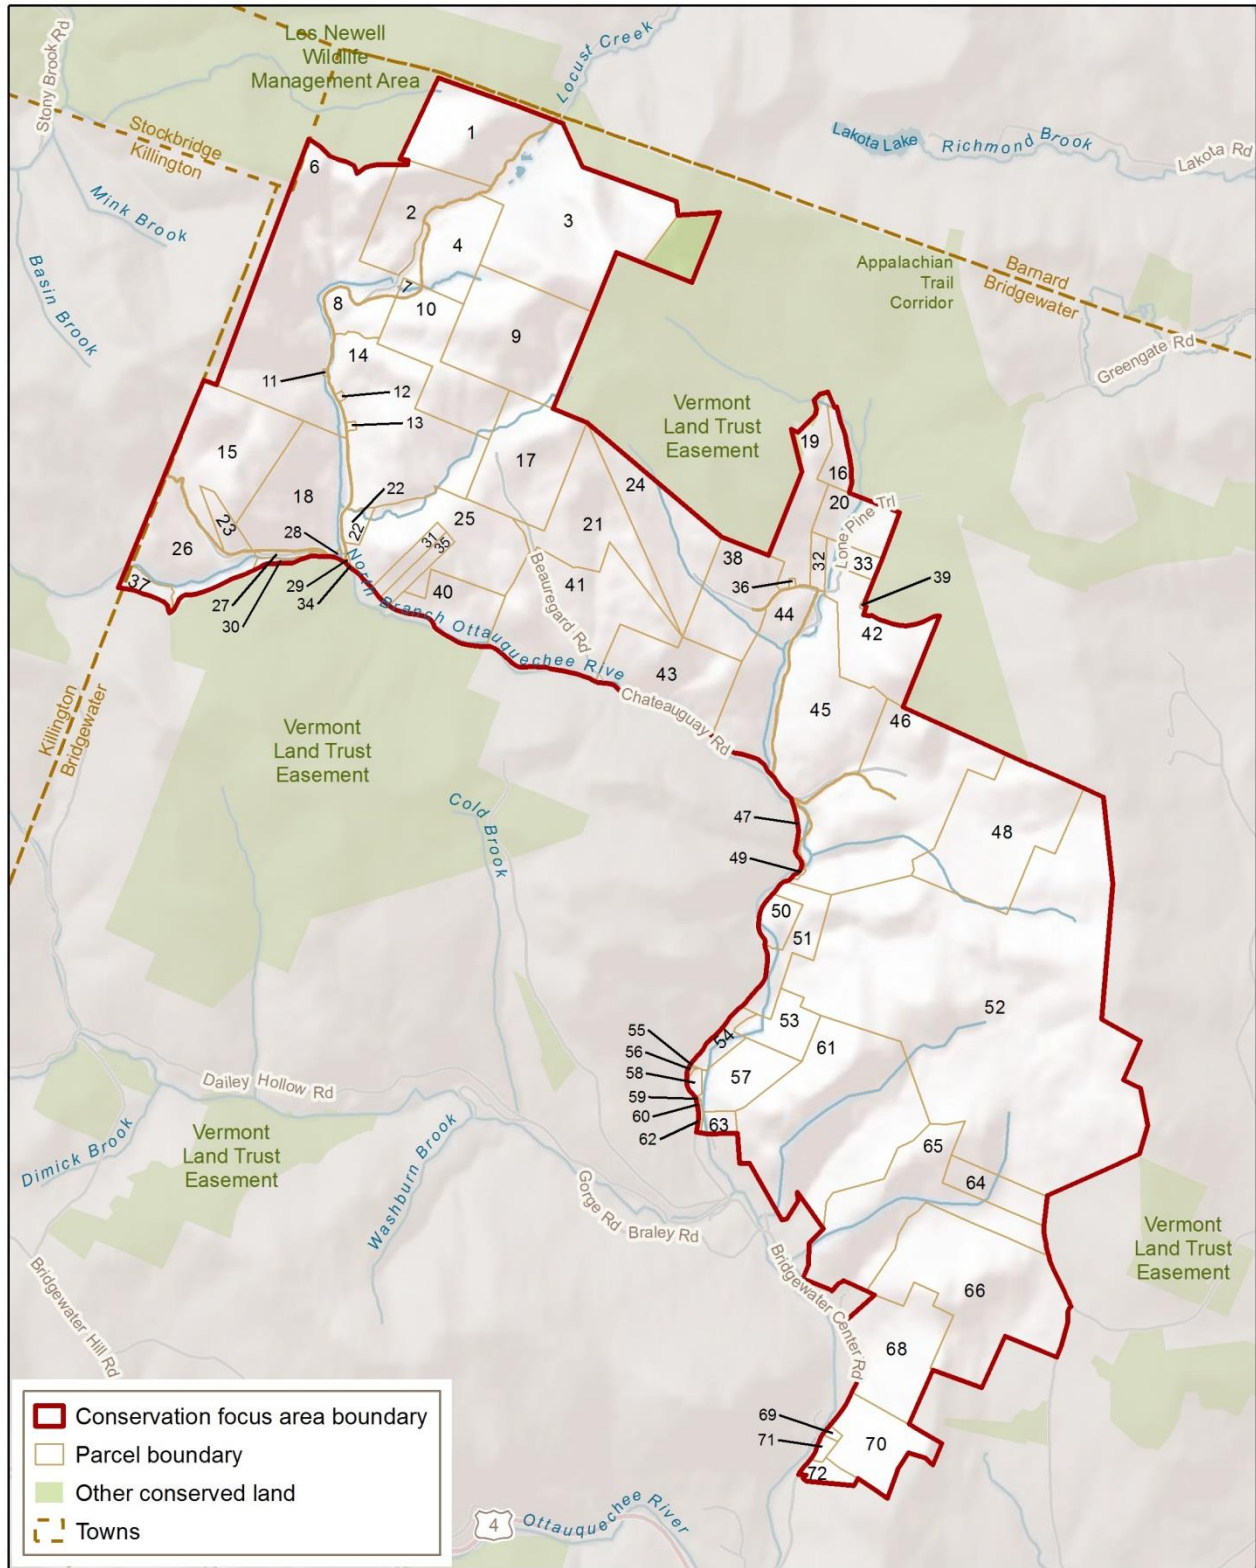 Les Newell
Wildlife
Management Area
Stony Brook Rd
Locust Creek
Stockbridge
Killington
Lakota Lake
Richmond Brook
Lakota Rd
1
6
Mink Brook
2
3
4
Basin Brook
Appalachian
Trail
Corridor
Barnard
Bridgewater
7
8
10
9
Greengate Rd
14
11
12
13
Vermont
Land Trust
Easement
15
17
19
16
18
22
22
24
20
Lone Pine Trl
23
25
21
26
28
31
35
38
32
33
37
27
30
29
34
North Branch Ottauquechee Rive
40
Beauregard Rd
41
36
44
39
42
43
Chateauguay Rd
45
46
Killington
Bridgewater
Vermont
Land Trust
Easement
Cold Brook
47
48
49
50
51
52
53
54
55
56
58
57
61
59
60
62
63
Dailey Hollow Rd
Dimick Brook
Vermont
Land Trust
Easement
Washburn Brook
65
64
Gorge Rd
Braley Rd
Vermont
Land Trust
Easement
Bridgewater Center Rd
66
Bridgewater Hill Rd
68
69
71
70
72
Conservation focus area boundary
Parcel boundary
Other conserved land
Towns
4
Ottauquechee River